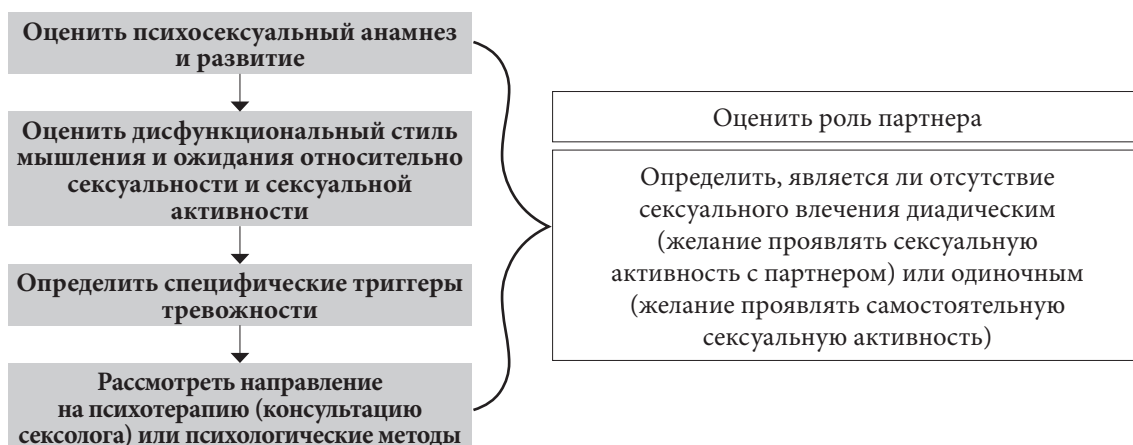 Оценить психосексуальный анамнез
и развитие
Оценить дисфункциональный стиль
мышления и ожидания относительно
сексуальности и сексуальной
активности
Определить специфические триггеры
тревожности
Рассмотреть направление
на психотерапию (консультацию
сексолога) или психологические методы
Оценить роль партнера
Определить, является ли отсутствие
сексуального влечения диадическим
(желание проявлять сексуальную
активность с партнером) или одиночным
(желание проявлять самостоятельную
сексуальную активность)